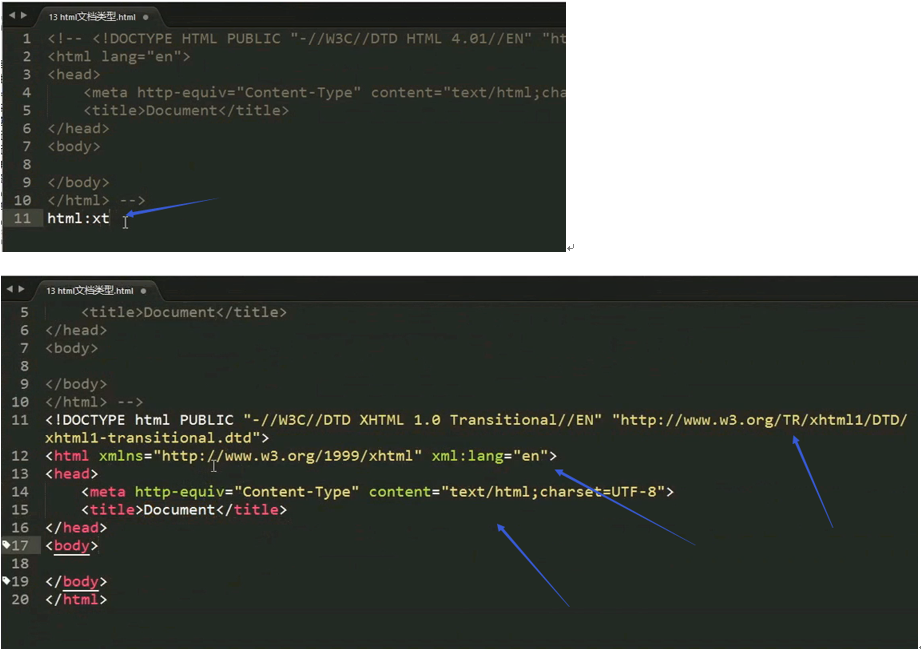 13 html文档类型.html
1 <!-- <!DOCTYPE HTML PUBLIC "-//W3C//DTD HTML 4.01//EN" "ht
2 <html lang="en">
3 <head>
4 <meta http-equiv="Content-Type" content="text/html;cha
5 <title>Document</title>
6 </head>
7 <body>
8
9 </body>
10 </html> -->
11 html:xt
13 html文档类型.html
5 <title>Document</title>
6 </head>
7 <body>
8
9 </body>
10 </html> -->
11 <!DOCTYPE html PUBLIC "-//W3C//DTD XHTML 1.0 Transitional//EN" "http://www.w3.org/TR/xhtml1/DTD/
xhtml1-transitional.dtd">
12 <html xmlns="http://www.w3.org/1999/xhtml" xml:lang="en">
13 <head>
14 <meta http-equiv="Content-Type" content="text/html;charset=UTF-8">
15 <title>Document</title>
16 </head>
17 <body>
18
19 </body>
20 </html>